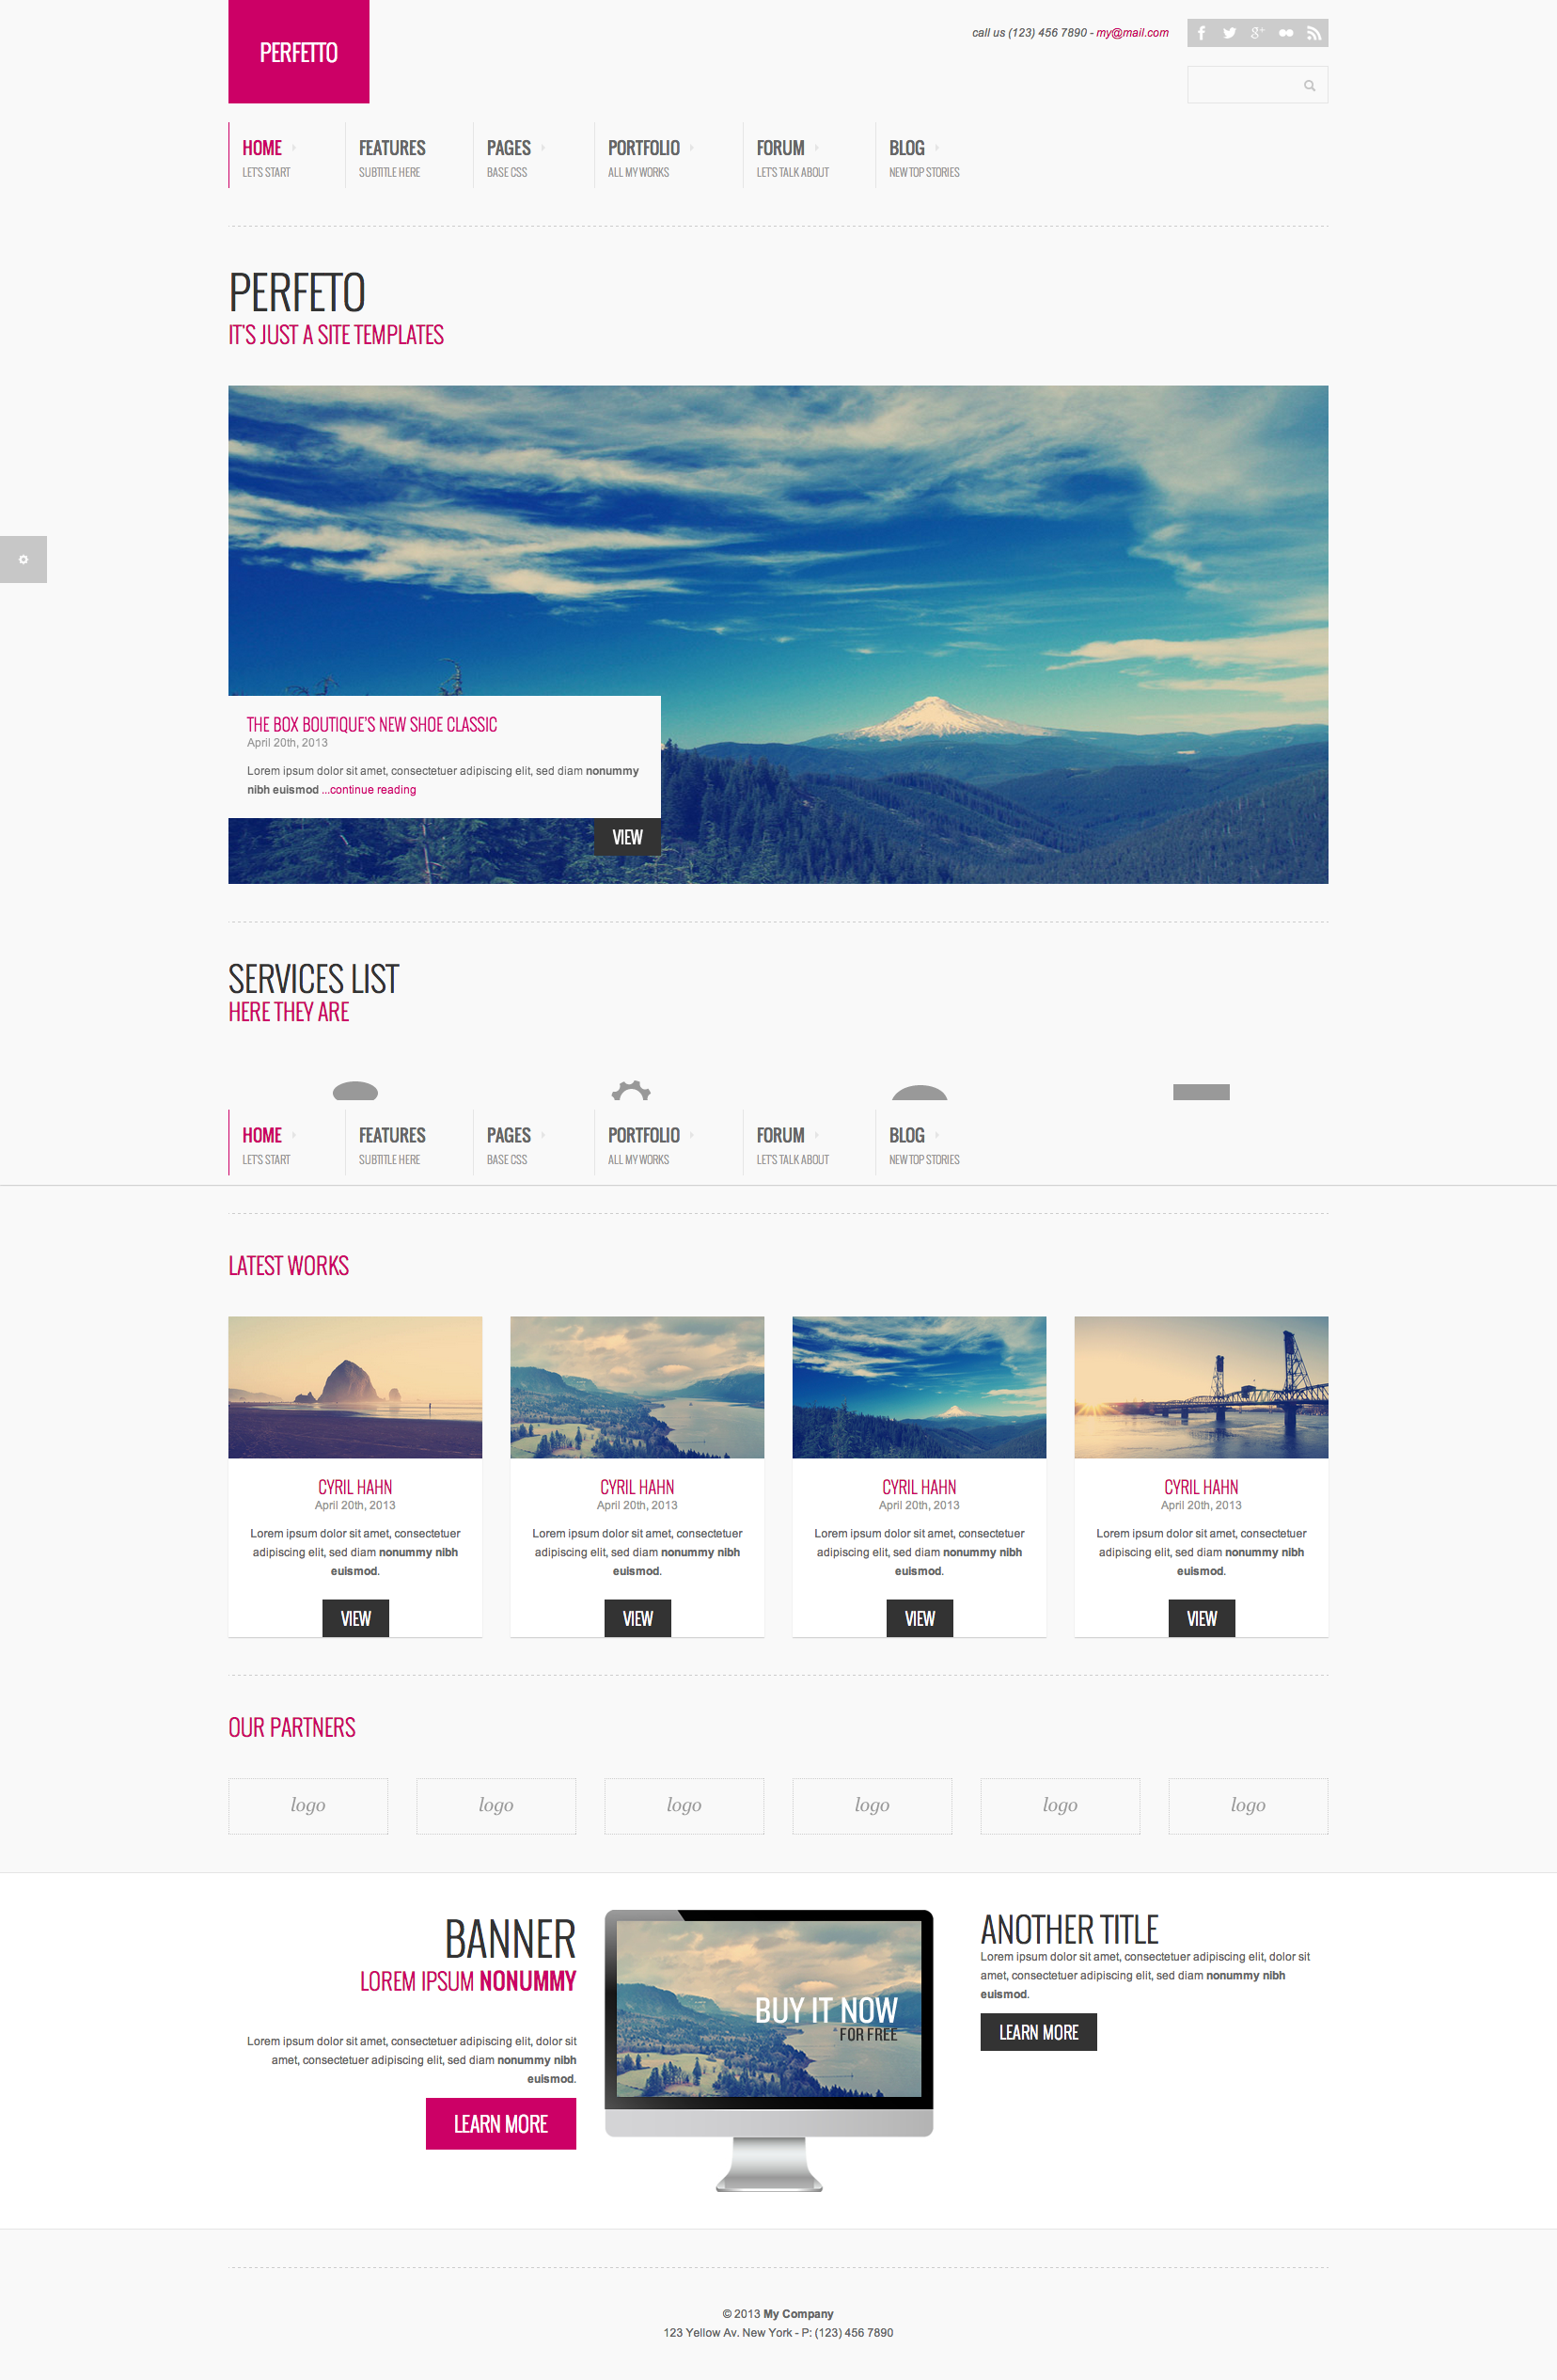 PERFETTO
call us (123) 456 7890 - my@mail.com
HOME
FEATURES
PAGES
PORTFOLIO
FORUM
BLOG
LET'S START
SUBTITLE HERE
BASE CSS
ALL MY WORKS
LET'S TALK ABOUT
NEW TOP STORIES
PERFETO
IT'S JUST A SITE TEMPLATES
THE BOX BOUTIQUE'S NEW SHOE CLASSIC
April 20th, 2013
Lorem ipsum dolor sit amet, consectetuer adipiscing elit, sed diam nonummy
nibh euismod ...continue reading
VIEW
SERVICES LIST
HERE THEY ARE
HOME
FEATURES
PAGES
PORTFOLIO
FORUM
BLOG
LET'S START
SUBTITLE HERE
BASE CSS
ALL MY WORKS
LET'S TALK ABOUT
NEW TOP STORIES
LATEST WORKS
CYRIL HAHN
April 20th, 2013
Lorem ipsum dolor sit amet, consectetuer
adipiscing elit, sed diam nonummy nibh
euismod.
VIEW
CYRIL HAHN
April 20th, 2013
Lorem ipsum dolor sit amet, consectetuer
adipiscing elit, sed diam nonummy nibh
euismod.
VIEW
CYRIL HAHN
April 20th, 2013
Lorem ipsum dolor sit amet, consectetuer
adipiscing elit, sed diam nonummy nibh
euismod.
VIEW
CYRIL HAHN
April 20th, 2013
Lorem ipsum dolor sit amet, consectetuer
adipiscing elit, sed diam nonummy nibh
euismod.
VIEW
OUR PARTNERS
logo
logo
logo
logo
logo
logo
BANNER
LOREM IPSUM NONUMMY
Lorem ipsum dolor sit amet, consectetuer adipiscing elit, dolor sit
amet, consectetuer adipiscing elit, sed diam nonummy nibh
euismod.
LEARN MORE
BUY IT NOW
FOR FREE
ANOTHER TITLE
Lorem ipsum dolor sit amet, consectetuer adipiscing elit, dolor sit
amet, consectetuer adipiscing elit, sed diam nonummy nibh
euismod.
LEARN MORE
© 2013 My Company
123 Yellow Av. New York - P: (123) 456 7890